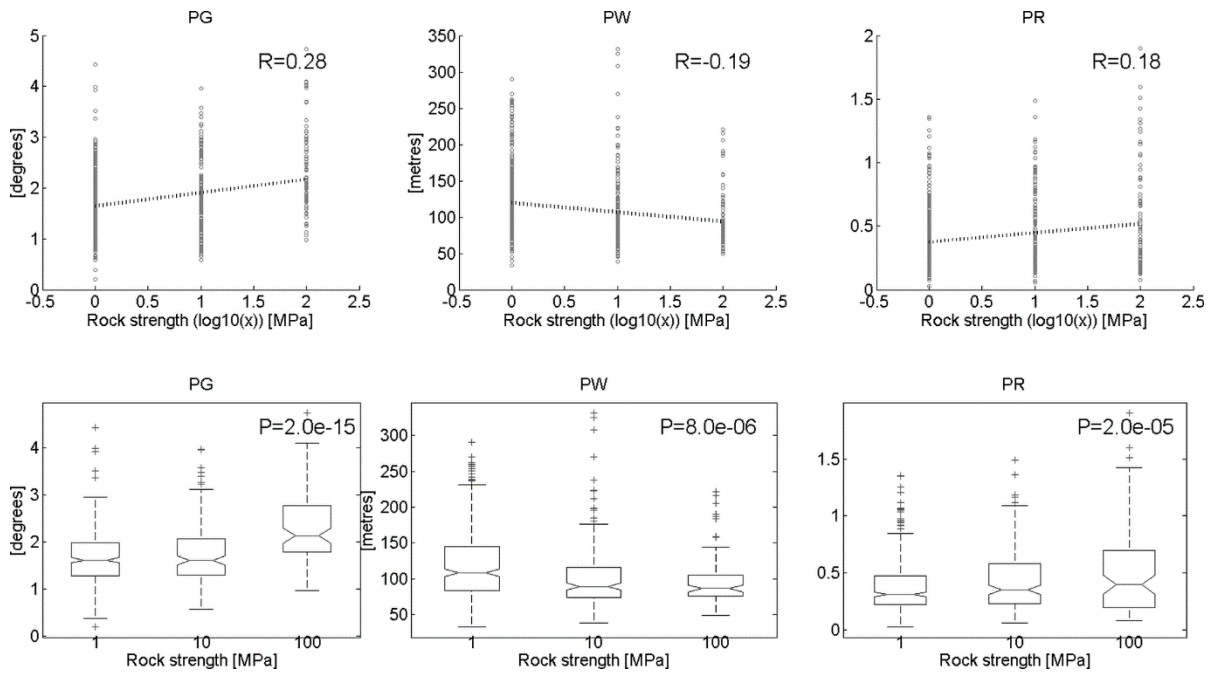 PG
R=0.28
[degrees]
5
4
3
2
1
0
-0.5 0 0.5 1 1.5 2 2.5
Rock strength (log10(x)) [MPa]
PW
R=-0.19
[metres]
350
300
250
200
150
100
50
0
-0.5 0 0.5 1 1.5 2 2.5
Rock strength (log10(x)) [MPa]
PR
R=0.18
2
1.5
1
0.5
0
-0.5 0 0.5 1 1.5 2 2.5
Rock strength (log10(x)) [MPa]
PG
P=2.0e-15
[degrees]
4
3
2
1
0
1 10 100
Rock strength [MPa]
PW
P=8.0e-06
[metres]
300
250
200
150
100
50
1 10 100
Rock strength [MPa]
PR
P=2.0e-05
1.5
1
0.5
0
1 10 100
Rock strength [MPa]